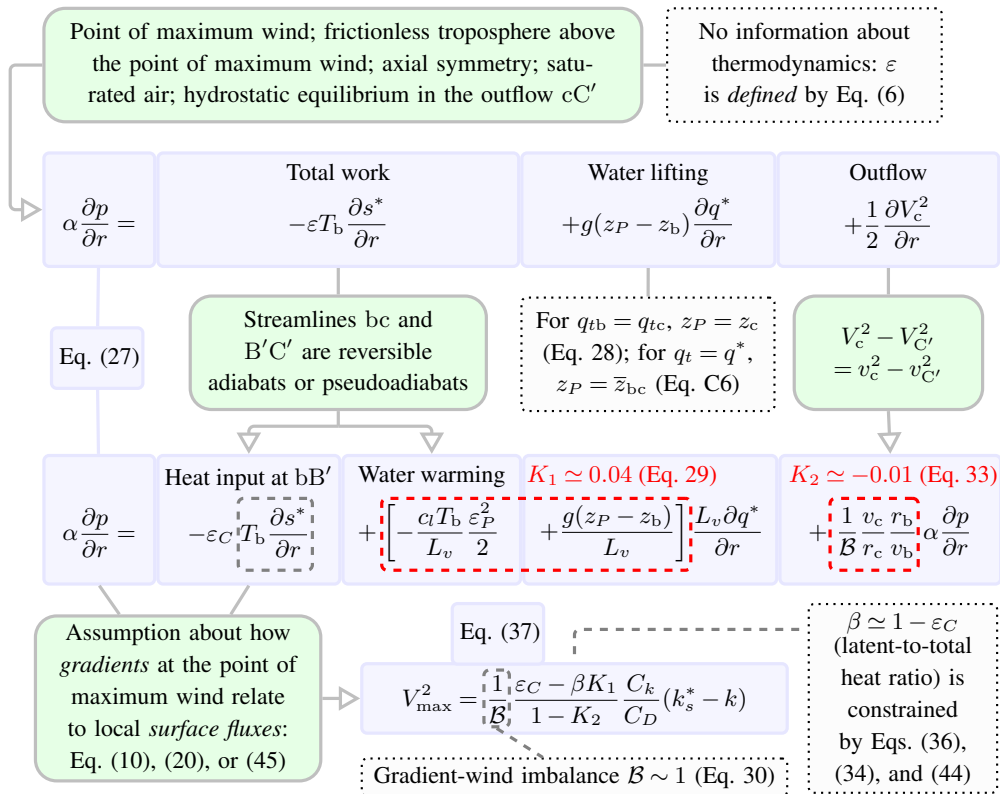 Point of maximum wind; frictionless troposphere above
the point of maximum wind; axial symmetry; satu-
rated air; hydrostatic equilibrium in the outflow cC′
No information about
thermodynamics: ε
is defined by Eq. (6)
Total work
Water lifting
Outflow
α ∂p/∂r =
−εT_b ∂s*/∂r
+g(z_P − z_b) ∂q*/∂r
+ 1/2 ∂V_c²/∂r
Eq. (27)
Streamlines bc and
B′C′ are reversible
adiabats or pseudoadiabats
For q_tb = q_tc, z_P = z_c
(Eq. 28); for q_t = q*,
z_P = z̅_bc (Eq. C6)
V_c² − V_C′²
= v_c² − v_C′²
Heat input at bB′
Water warming
K₁ ≃ 0.04 (Eq. 29)
K₂ ≃ −0.01 (Eq. 33)
α ∂p/∂r =
−ε_C T_b ∂s*/∂r
+ [ − c_l T_b/L_v ε_P²/2
+ g(z_P − z_b)/L_v ] L_v ∂q*/∂r
+ 1/ℬ v_c/r_c r_b/v_b α ∂p/∂r
Assumption about how
gradients at the point of
maximum wind relate
to local surface fluxes:
Eq. (10), (20), or (45)
Eq. (37)
V²_max = 1/ℬ (ε_C − βK₁)/(1 − K₂) C_k/C_D (k_s* − k)
Gradient-wind imbalance ℬ ∼ 1 (Eq. 30)
β ≃ 1 − ε_C
(latent-to-total
heat ratio) is
constrained
by Eqs. (36),
(34), and (44)